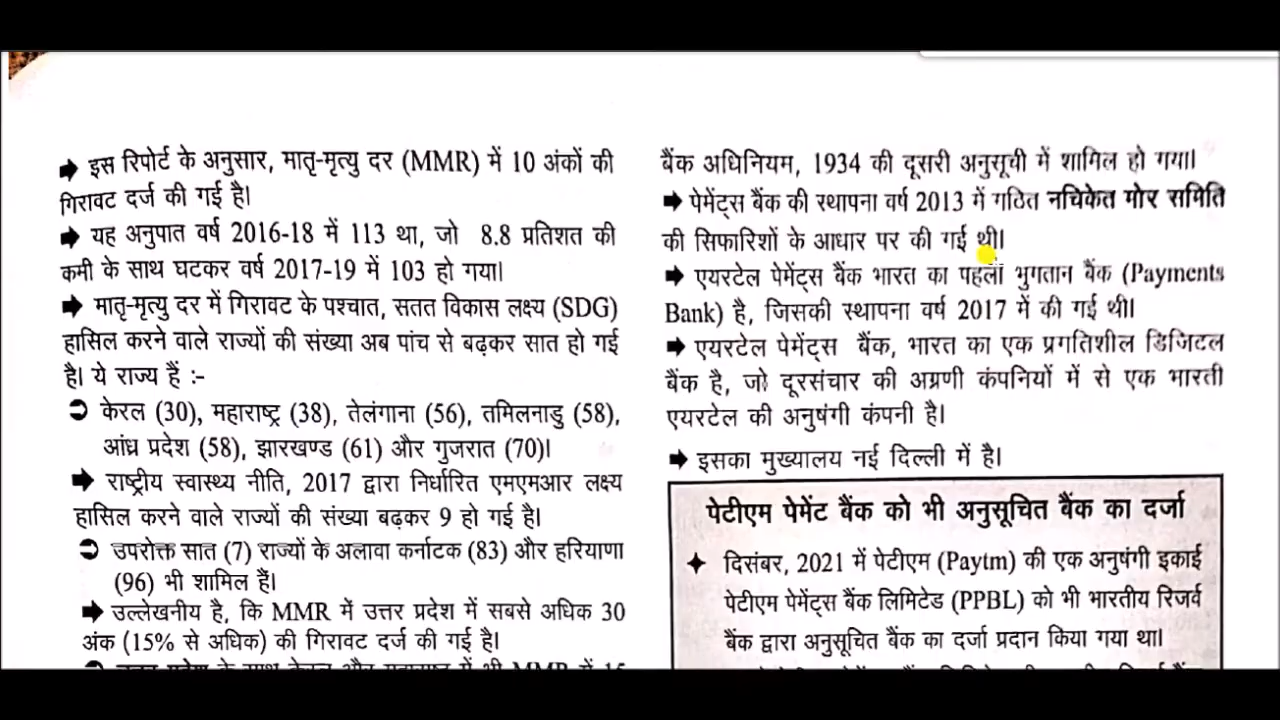 ➡ इस रिपोर्ट के अनुसार, मातृ-मृत्यु दर (MMR) में 10 अंकों की
गिरावट दर्ज की गई है।
➡ यह अनुपात वर्ष 2016-18 में 113 था, जो 8.8 प्रतिशत की
कमी के साथ घटकर वर्ष 2017-19 में 103 हो गया।
➡ मातृ-मृत्यु दर में गिरावट के पश्चात, सतत विकास लक्ष्य (SDG)
हासिल करने वाले राज्यों की संख्या अब पांच से बढ़कर सात हो गई
है। ये राज्य हैं :-
➲ केरल (30), महाराष्ट्र (38), तेलंगाना (56), तमिलनाडु (58),
आंध्र प्रदेश (58), झारखण्ड (61) और गुजरात (70)।
➡ राष्ट्रीय स्वास्थ्य नीति, 2017 द्वारा निर्धारित एमएमआर लक्ष्य
हासिल करने वाले राज्यों की संख्या बढ़कर 9 हो गई है।
➲ उपरोक्त सात (7) राज्यों के अलावा कर्नाटक (83) और हरियाणा
(96) भी शामिल हैं।
➡ उल्लेखनीय है, कि MMR में उत्तर प्रदेश में सबसे अधिक 30
अंक (15% से अधिक) की गिरावट दर्ज की गई है।
बैंक अधिनियम, 1934 की दूसरी अनुसूची में शामिल हो गया।
➡ पेमेंट्स बैंक की स्थापना वर्ष 2013 में गठित नचिकेत मोर समिति
की सिफारिशों के आधार पर की गई थी।
➡ एयरटेल पेमेंट्स बैंक भारत का पहला भुगतान बैंक (Payments
Bank) है, जिसकी स्थापना वर्ष 2017 में की गई थी।
➡ एयरटेल पेमेंट्स बैंक, भारत का एक प्रगतिशील डिजिटल
बैंक है, जो दूरसंचार की अग्रणी कंपनियों में से एक भारती
एयरटेल की अनुषंगी कंपनी है।
➡ इसका मुख्यालय नई दिल्ली में है।
पेटीएम पेमेंट बैंक को भी अनुसूचित बैंक का दर्जा
✦ दिसंबर, 2021 में पेटीएम (Paytm) की एक अनुषंगी इकाई
पेटीएम पेमेंट्स बैंक लिमिटेड (PPBL) को भी भारतीय रिजर्व
बैंक द्वारा अनुसूचित बैंक का दर्जा प्रदान किया गया था।